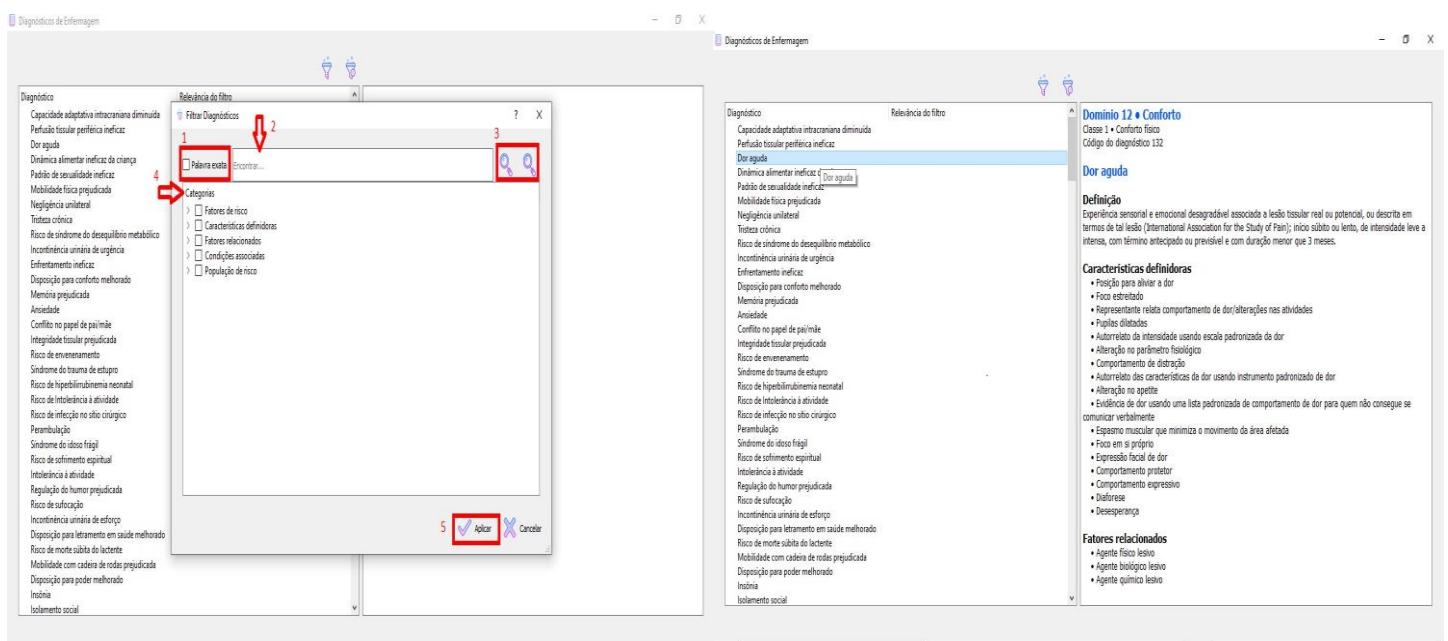 Diagnósticos de Enfermagem
Diagnóstico Relevância do filtro
Capacidade adaptativa intracraniana diminuída
Perfusão tissular periférica ineficaz
Dor aguda
Dinâmica alimentar ineficaz da criança
Padrão de sexualidade ineficaz
Mobilidade física prejudicada
Negligência unilateral
Tristeza crônica
Risco de síndrome do desequilíbrio metabólico
Incontinência urinária de urgência
Enfrentamento ineficaz
Disposição para conforto melhorado
Memória prejudicada
Ansiedade
Conflito no papel de pai/mãe
Integridade tissular prejudicada
Risco de envenenamento
Síndrome do trauma de estupro
Risco de hiperbilirrubinemia neonatal
Risco de Intolerância à atividade
Risco de infecção no sítio cirúrgico
Perambulação
Síndrome do idoso frágil
Risco de sofrimento espiritual
Intolerância à atividade
Regulação do humor prejudicada
Risco de sufocação
Incontinência urinária de esforço
Disposição para letramento em saúde melhorado
Risco de morte súbita do lactente
Mobilidade com cadeira de rodas prejudicada
Disposição para poder melhorado
Insônia
Isolamento social
Filtrar Diagnósticos ? X
1
2
3
Palavra exata Encontrar...
4
Categorias
Fatores de risco
Características definidoras
Fatores relacionados
Condições associadas
População de risco
5 Aplicar Cancelar
Diagnósticos de Enfermagem
Diagnóstico Relevância do filtro
Capacidade adaptativa intracraniana diminuída
Perfusão tissular periférica ineficaz
Dor aguda
Dinâmica alimentar ineficaz d
Dor aguda
Padrão de sexualidade ineficaz
Mobilidade física prejudicada
Negligência unilateral
Tristeza crônica
Risco de síndrome do desequilíbrio metabólico
Incontinência urinária de urgência
Enfrentamento ineficaz
Disposição para conforto melhorado
Memória prejudicada
Ansiedade
Conflito no papel de pai/mãe
Integridade tissular prejudicada
Risco de envenenamento
Síndrome do trauma de estupro
Risco de hiperbilirrubinemia neonatal
Risco de Intolerância à atividade
Risco de infecção no sítio cirúrgico
Perambulação
Síndrome do idoso frágil
Risco de sofrimento espiritual
Intolerância à atividade
Regulação do humor prejudicada
Risco de sufocação
Incontinência urinária de esforço
Disposição para letramento em saúde melhorado
Risco de morte súbita do lactente
Mobilidade com cadeira de rodas prejudicada
Disposição para poder melhorado
Insônia
Isolamento social
Domínio 12 • Conforto
Classe 1 • Conforto físico
Código do diagnóstico 132
Dor aguda
Definição
Experiência sensorial e emocional desagradável associada a lesão tissular real ou potencial, ou descrita em
termos de tal lesão (International Association for the Study of Pain); início súbito ou lento, de intensidade leve a
intensa, com término antecipado ou previsível e com duração menor que 3 meses.
Características definidoras
• Posição para aliviar a dor
• Foco estreitado
• Representante relata comportamento de dor/alterações nas atividades
• Pupilas dilatadas
• Autorrelato da intensidade usando escala padronizada da dor
• Alteração no parâmetro fisiológico
• Comportamento de distração
• Autorrelato das características da dor usando instrumento padronizado de dor
• Alteração no apetite
• Evidência de dor usando uma lista padronizada de comportamento de dor para quem não consegue se
comunicar verbalmente
• Espasmo muscular que minimiza o movimento da área afetada
• Foco em si próprio
• Expressão facial de dor
• Comportamento protetor
• Comportamento expressivo
• Diaforese
• Desesperança
Fatores relacionados
• Agente físico lesivo
• Agente biológico lesivo
• Agente químico lesivo